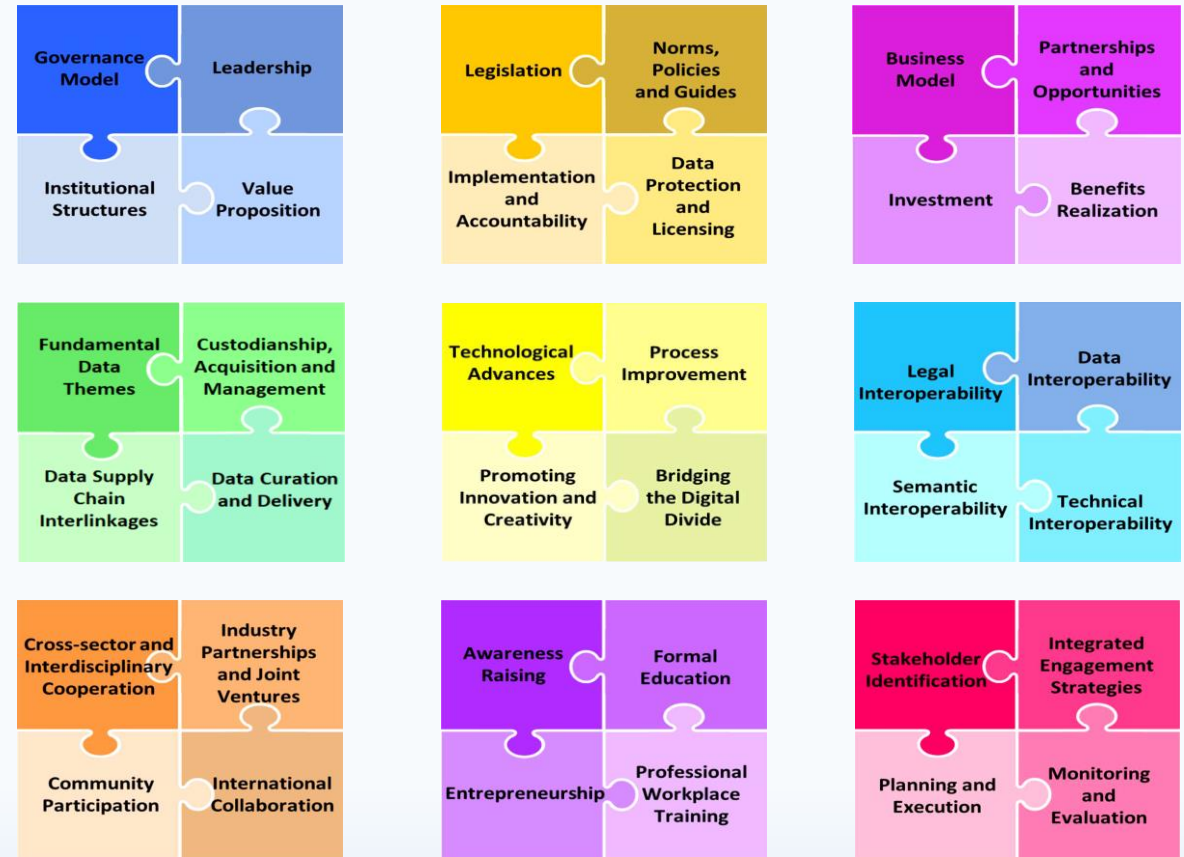 Governance
Model
Leadership
Institutional
Structures
Value
Proposition
Legislation
Norms,
Policies
and Guides
Implementation
and
Accountability
Data
Protection
and
Licensing
Business
Model
Partnerships
and
Opportunities
Investment
Benefits
Realization
Fundamental
Data
Themes
Custodianship,
Acquisition and
Management
Data Supply
Chain
Interlinkages
Data Curation
and Delivery
Technological
Advances
Process
Improvement
Promoting
Innovation and
Creativity
Bridging
the Digital
Divide
Legal
Interoperability
Data
Interoperability
Semantic
Interoperability
Technical
Interoperability
Cross-sector and
Interdisciplinary
Cooperation
Industry
Partnerships
and Joint
Ventures
Community
Participation
International
Collaboration
Awareness
Raising
Formal
Education
Entrepreneurship
Professional
Workplace
Training
Stakeholder
Identification
Integrated
Engagement
Strategies
Planning and
Execution
Monitoring
and
Evaluation